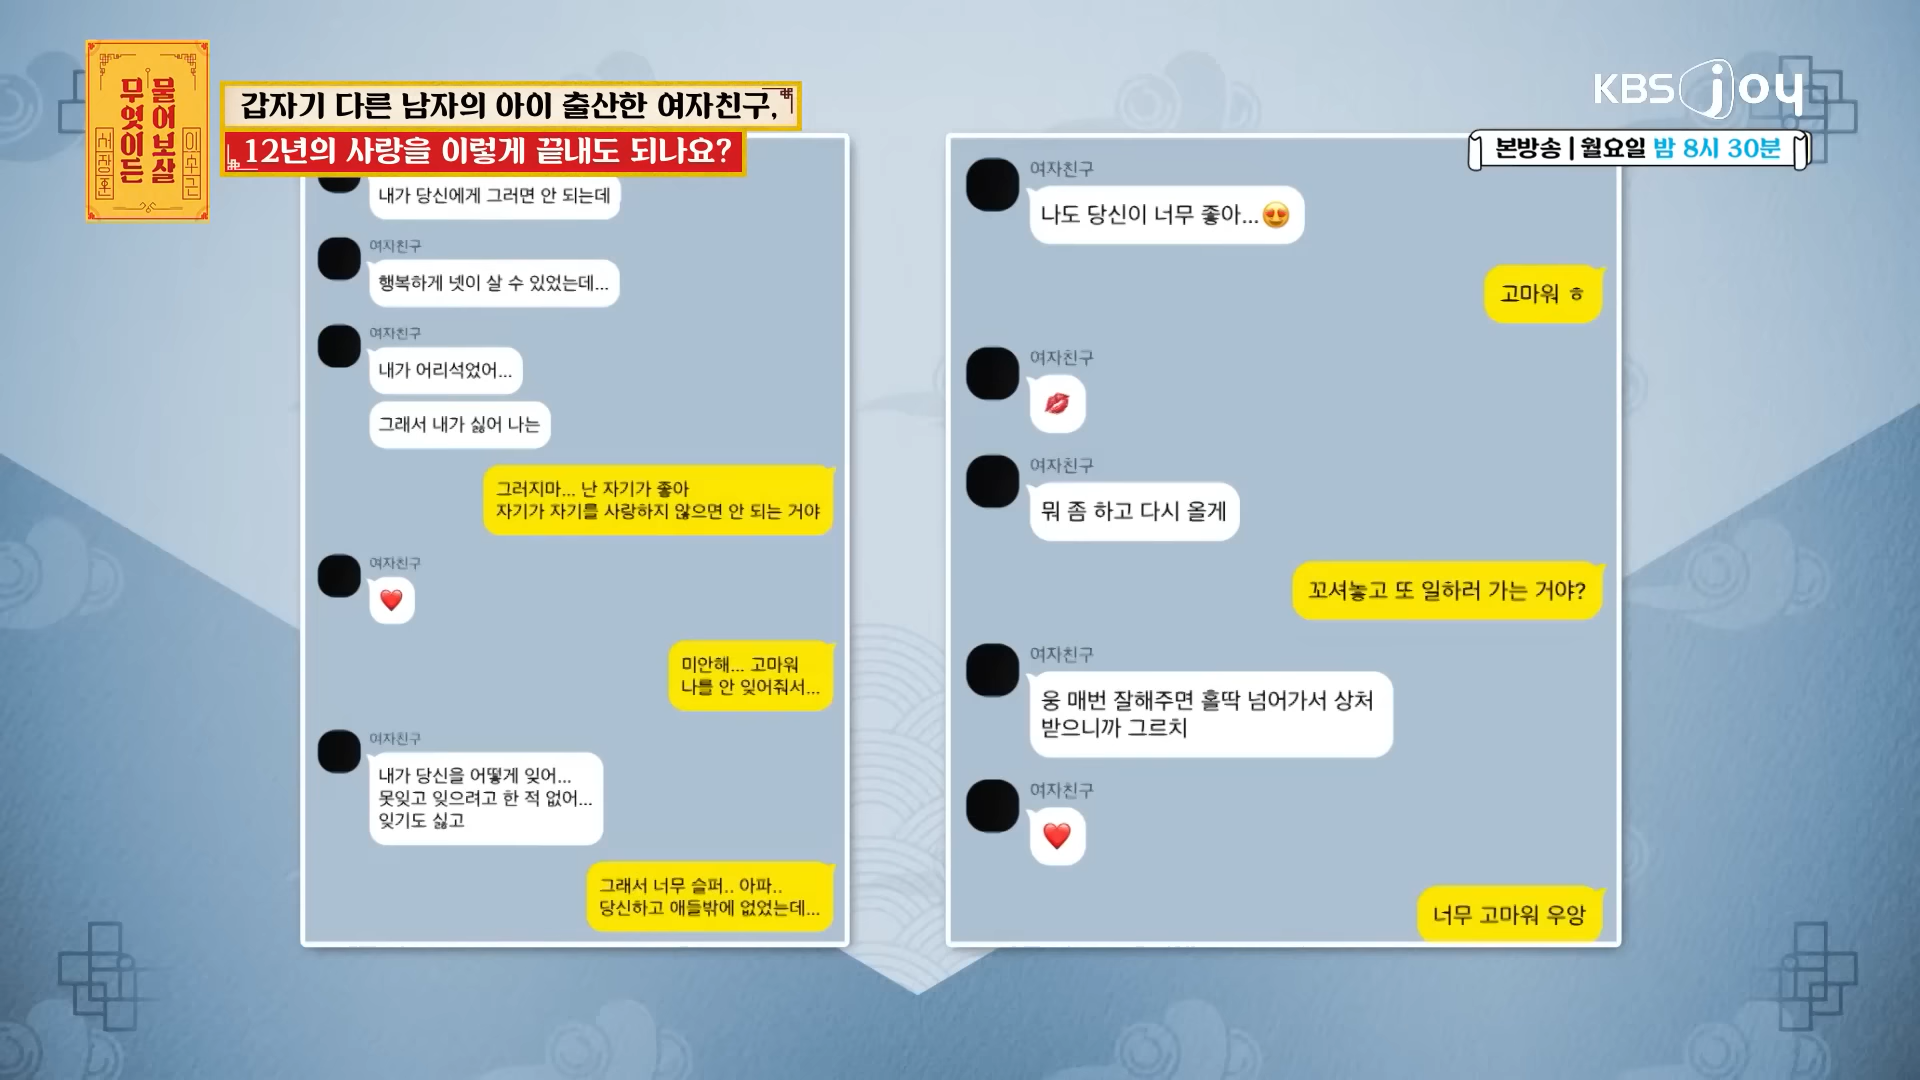 무엇이든
물어보살
서장훈
이수근
갑자기 다른 남자의 아이 출산한 여자친구,
12년의 사랑을 이렇게 끝내도 되나요?
KBS joy
본방송 | 월요일 밤 8시 30분
내가 당신에게 그러면 안 되는데
여자친구
행복하게 넷이 살 수 있었는데...
여자친구
내가 어리석었어...
그래서 내가 싫어 나는
그러지마... 난 자기가 좋아
자기가 자기를 사랑하지 않으면 안 되는 거야
여자친구
❤️
미안해... 고마워
나를 안 잊어줘서...
여자친구
내가 당신을 어떻게 잊어...
못잊고 잊으려고 한 적 없어...
잊기도 싫고
그래서 너무 슬퍼.. 아파..
당신하고 애들밖에 없었는데...
여자친구
나도 당신이 너무 좋아...😍
고마워 ㅎ
여자친구
💋
여자친구
뭐 좀 하고 다시 올게
꼬셔놓고 또 일하러 가는 거야?
여자친구
웅 매번 잘해주면 홀딱 넘어가서 상처
받으니까 그르치
여자친구
❤️
너무 고마워 우앙